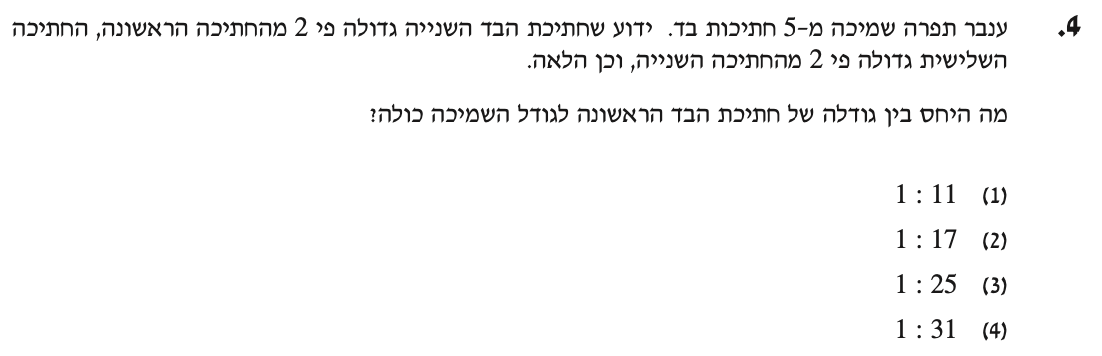 4. ענבר תפרה שמיכה מ-5 חתיכות בד. ידוע שחתיכת הבד השנייה גדולה פי 2 מהחתיכה הראשונה, החתיכה
השלישית גדולה פי 2 מהחתיכה השנייה, וכן הלאה.
מה היחס בין גודלה של חתיכת הבד הראשונה לגודל השמיכה כולה?
(1) 1 : 11
(2) 1 : 17
(3) 1 : 25
(4) 1 : 31